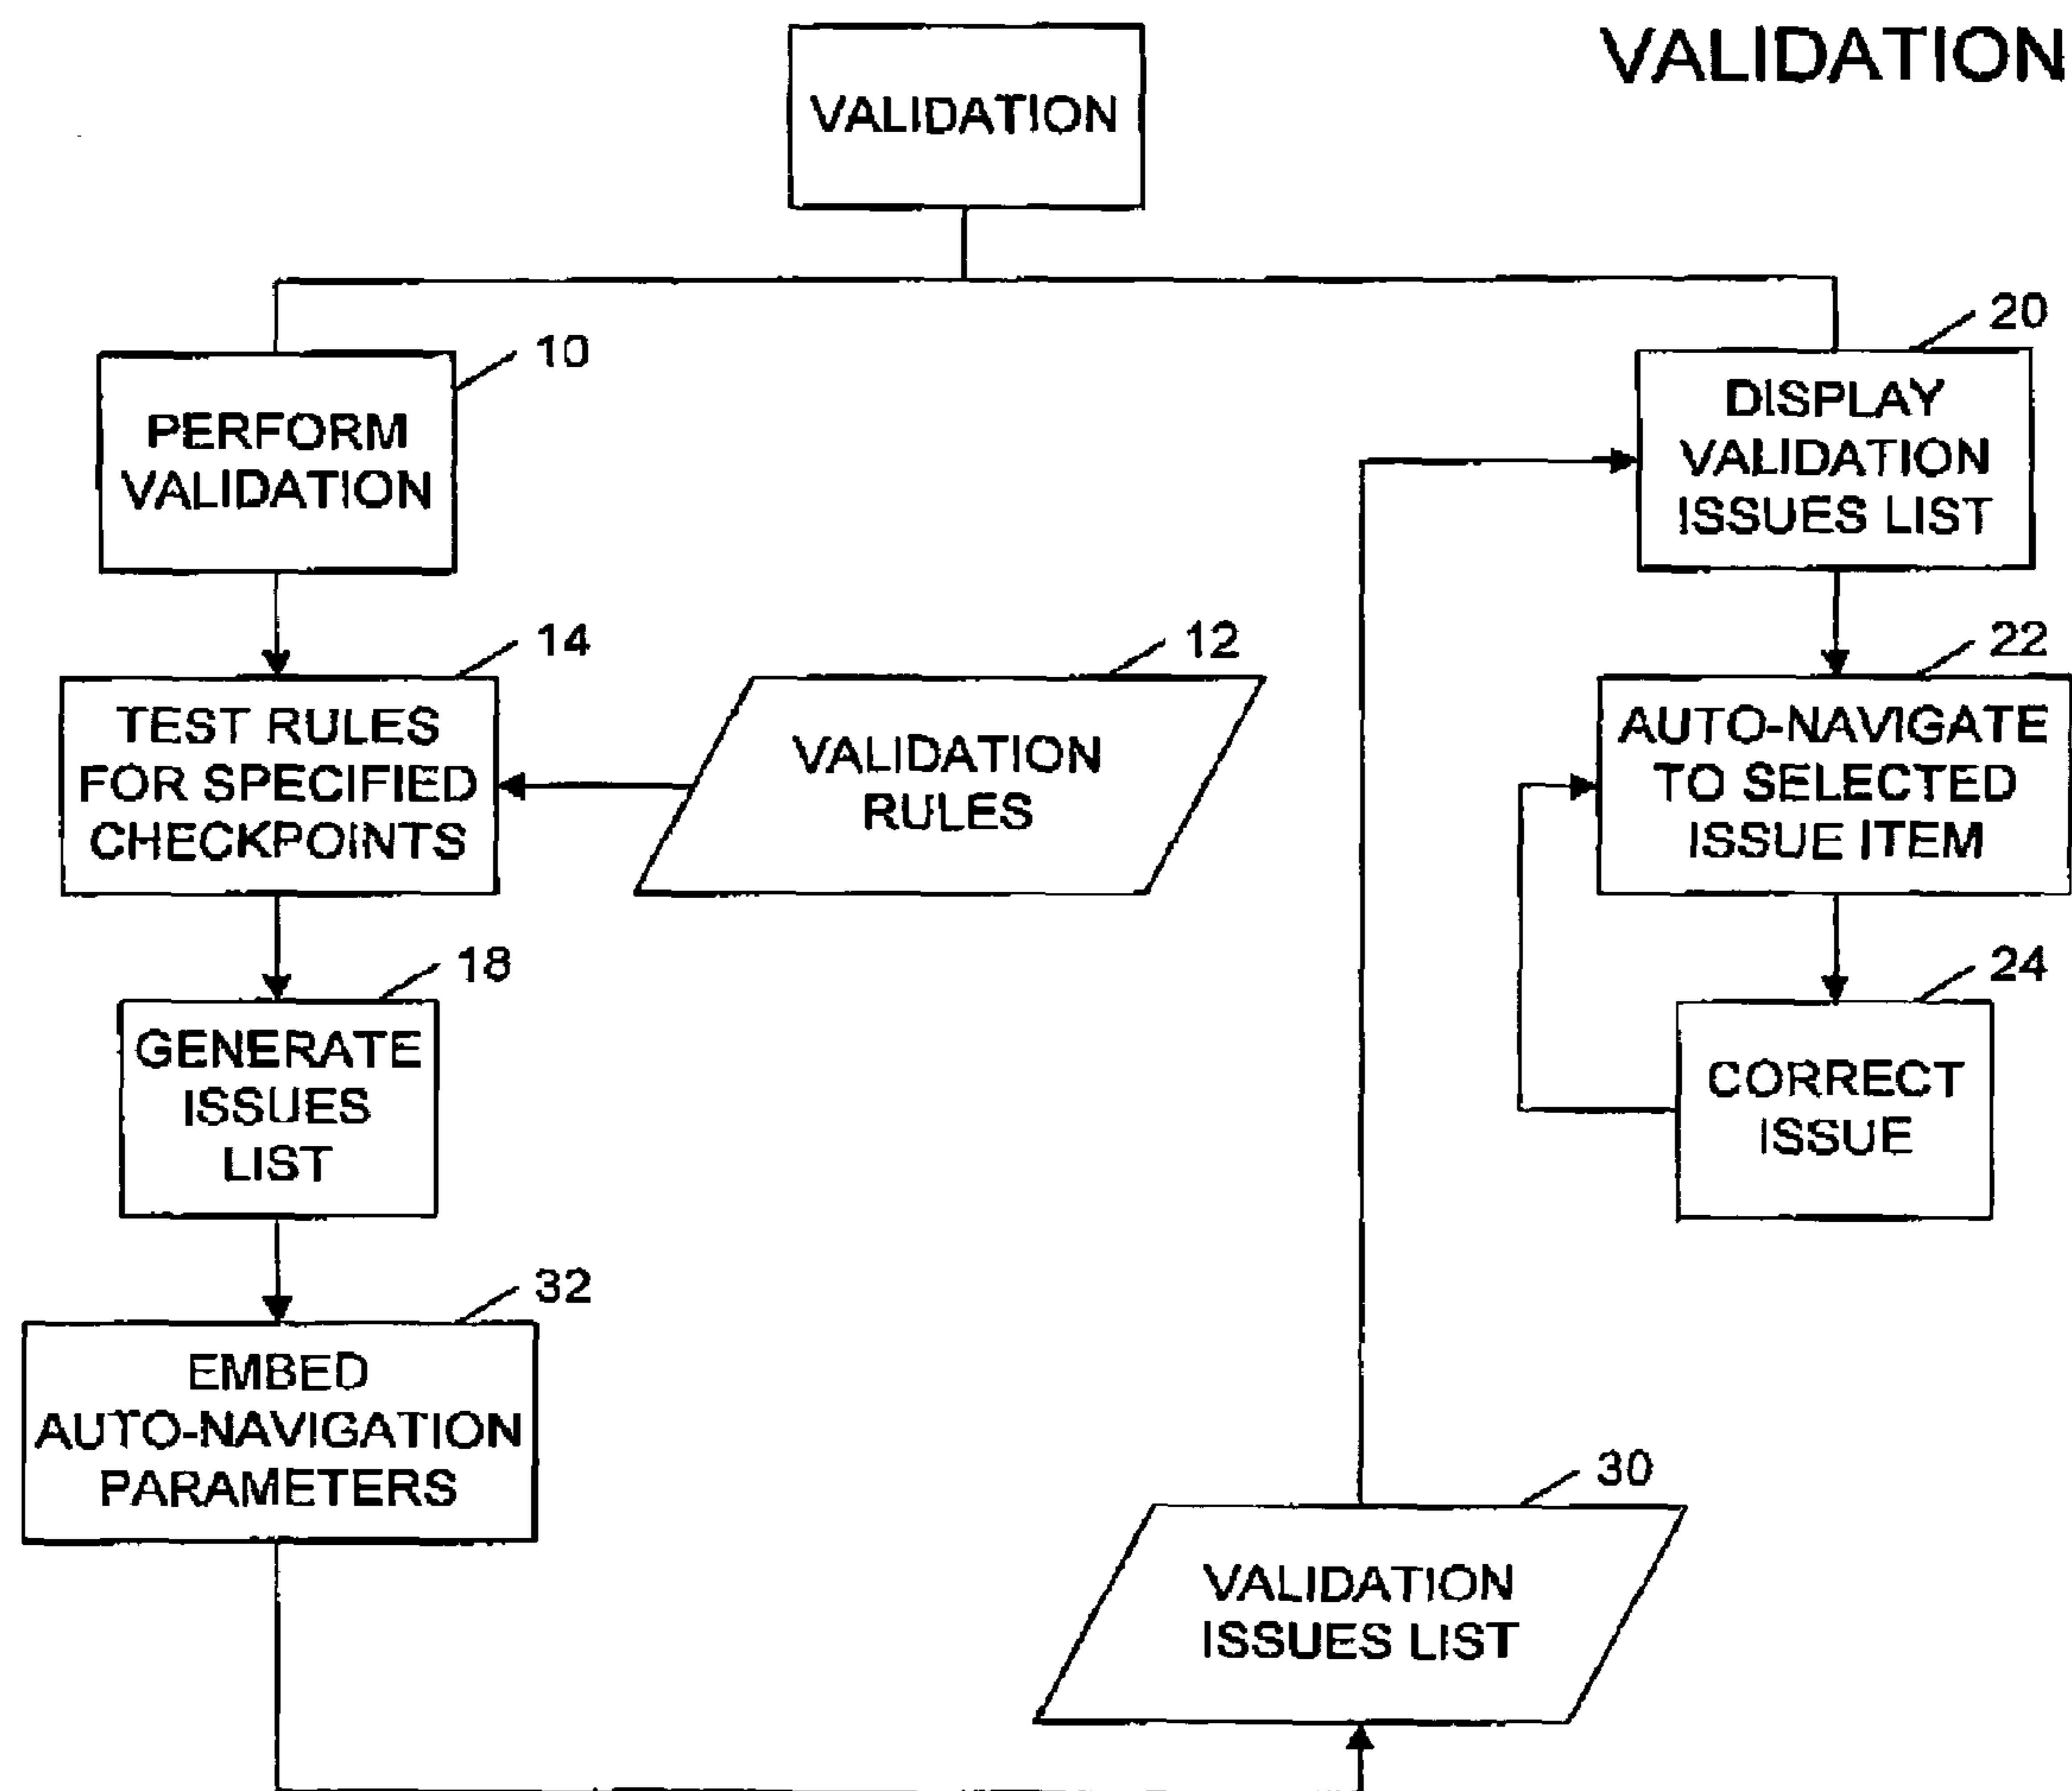 VALIDATION
VALIDATION
10
PERFORM
VALIDATION
20
DISPLAY
VALIDATION
ISSUES LIST
14
TEST RULES
FOR SPECIFIED
CHECKPOINTS
12
VALIDATION
RULES
22
AUTO-NAVIGATE
TO SELECTED
ISSUE ITEM
18
GENERATE
ISSUES
LIST
24
CORRECT
ISSUE
32
EMBED
AUTO-NAVIGATION
PARAMETERS
30
VALIDATION
ISSUES LIST